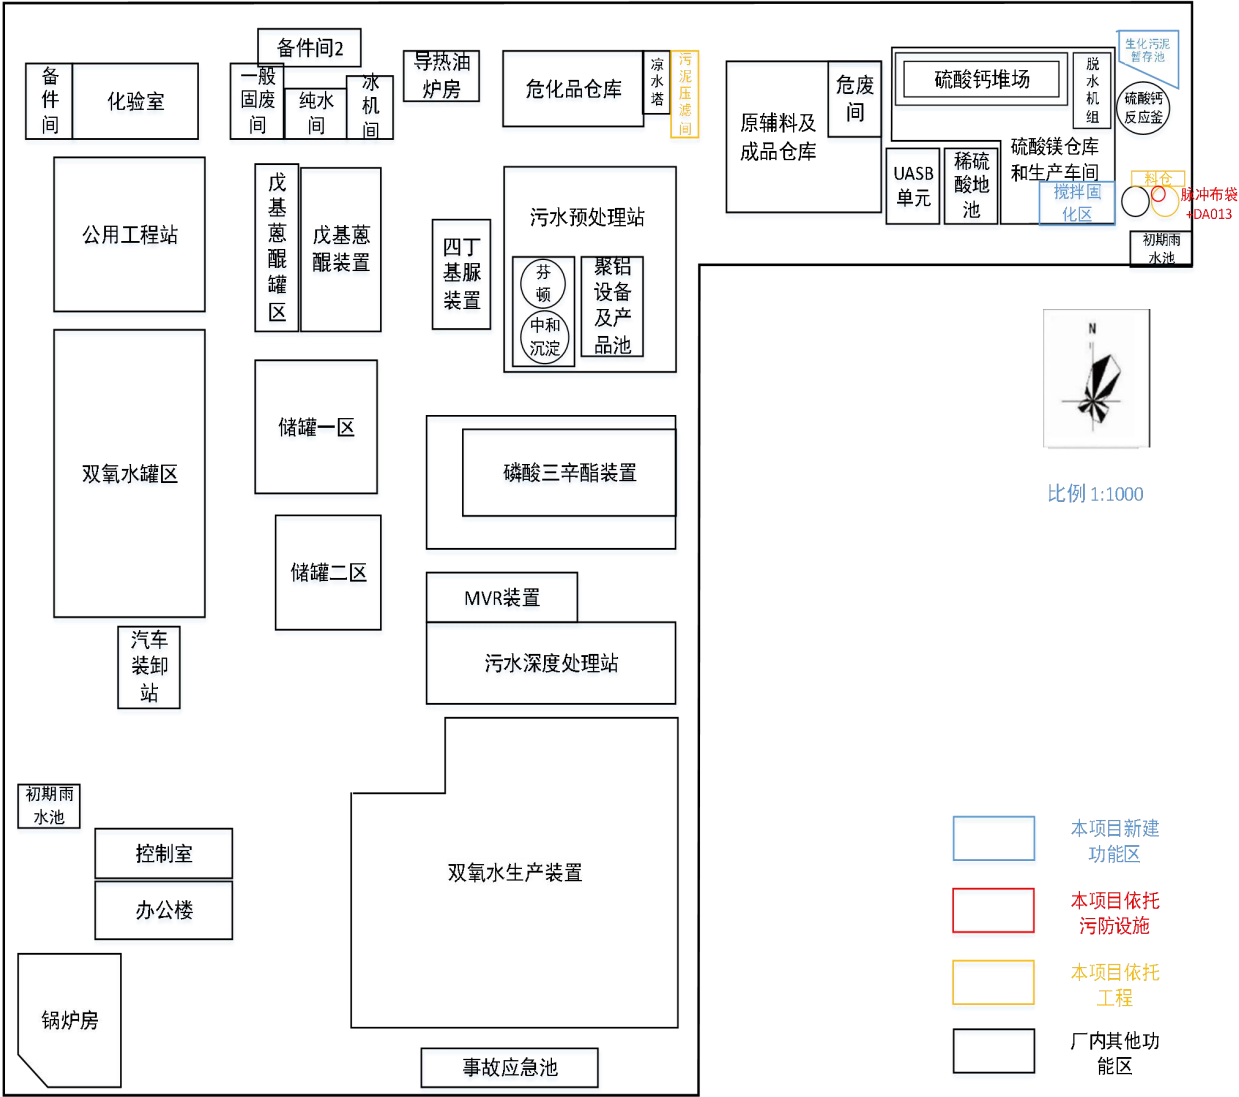 备件间2
导热油
炉房
备
件
间
化验室
一般
固废
间
纯水
间
冰
机
间
危化品仓库
凉
水
塔
污
泥
压
滤
间
原辅料及
成品仓库
危废
间
硫酸钙堆场
脱
水
机
组
生化污泥
暂存池
硫酸钙
反应釜
硫酸镁仓库
和生产车间
UASB
单元
稀硫
酸地
池
搅拌固
化区
料仓
脉冲布袋
+DA013
初期雨
水池
公用工程站
戊
基
蒽
醌
罐
区
戊基蒽
醌装置
四丁
基脲
装置
污水预处理站
芬
顿
中和
沉淀
聚铝
设备
及产
品池
N
比例 1:1000
双氧水罐区
储罐一区
磷酸三辛酯装置
储罐二区
MVR装置
污水深度处理站
汽车
装卸
站
初期雨
水池
控制室
办公楼
双氧水生产装置
锅炉房
事故应急池
本项目新建
功能区
本项目依托
污防设施
本项目依托
工程
厂内其他功
能区